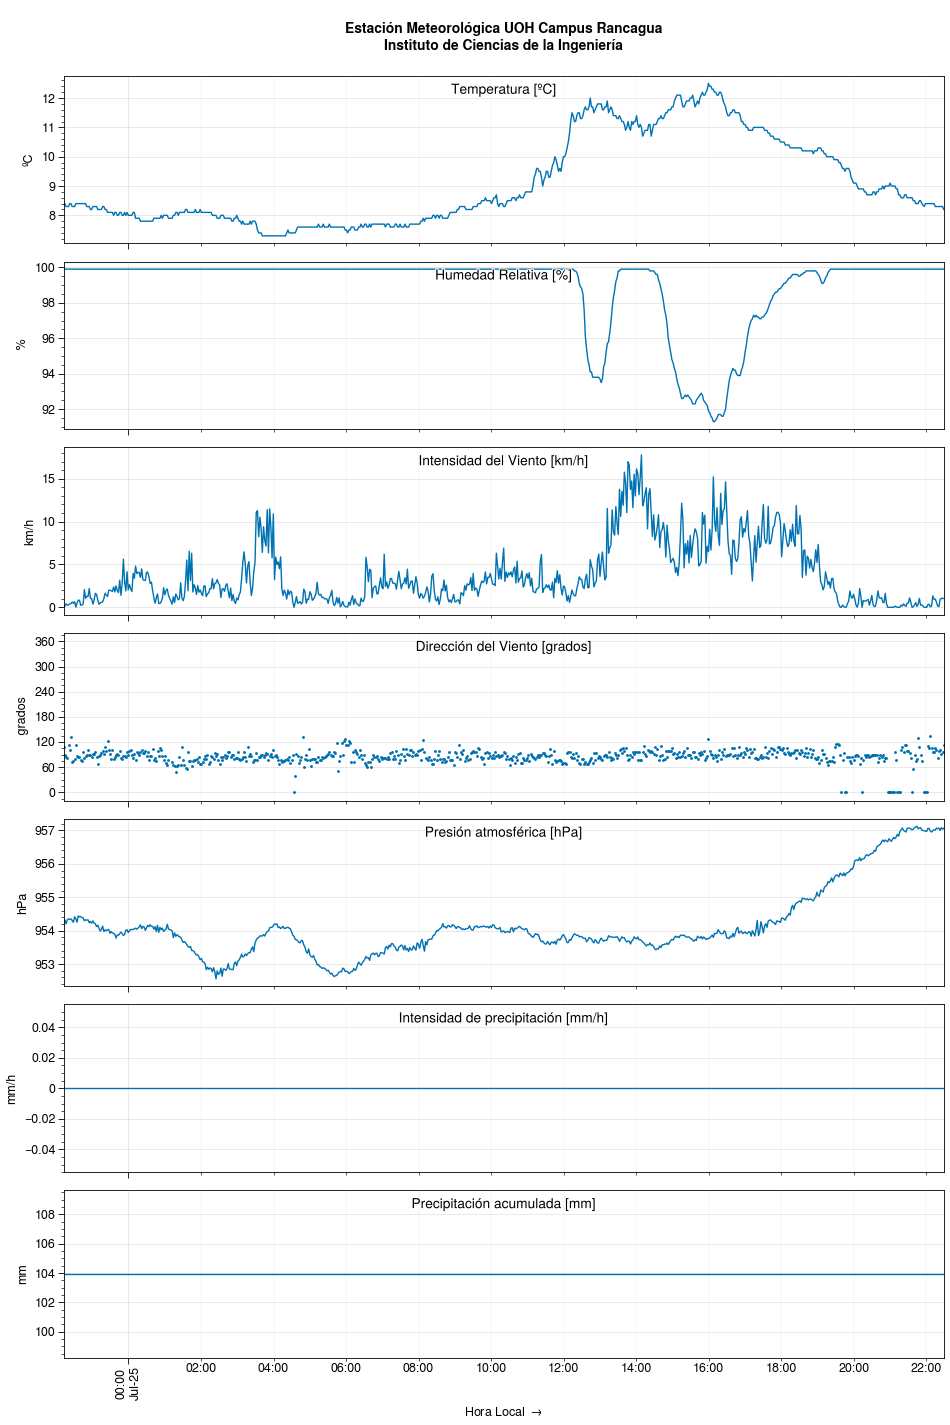 Estación Meteorológica UOH Campus Rancagua
Instituto de Ciencias de la Ingeniería
Temperatura [ºC]
12
11
10
9
8
ºC
Humedad Relativa [%]
100
98
96
94
92
%
Intensidad del Viento [km/h]
15
10
5
0
km/h
Dirección del Viento [grados]
360
300
240
180
120
60
0
grados
Presión atmosférica [hPa]
957
956
955
954
953
hPa
Intensidad de precipitación [mm/h]
0.04
0.02
0
−0.02
−0.04
mm/h
Precipitación acumulada [mm]
108
106
104
102
100
mm
00:00
Jul-25
02:00
04:00
06:00
08:00
10:00
12:00
14:00
16:00
18:00
20:00
22:00
Hora Local →